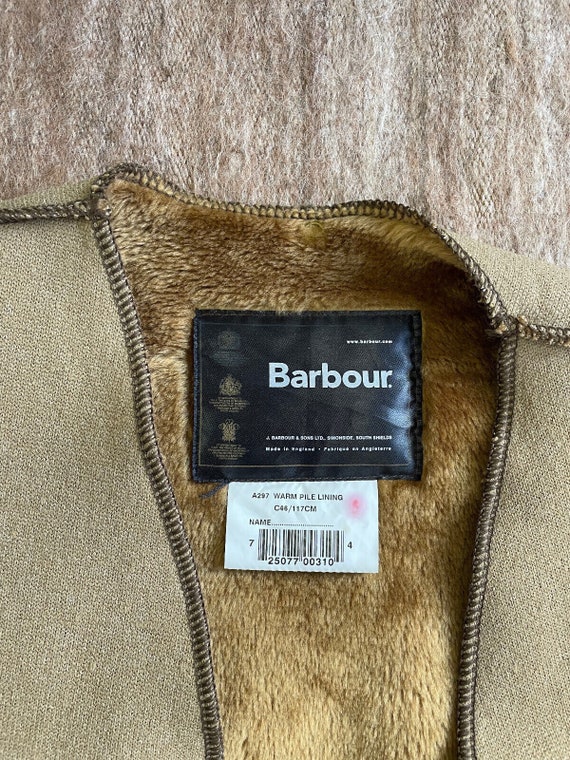 www.barbour.com
Barbour.
J. BARBOUR & SONS LTD., SIMONSIDE, SOUTH SHIELDS
Made in England • Fabriqué en Angleterre
A297 WARM PILE LINING
C46/117CM
NAME........................
7 25077 00310 4